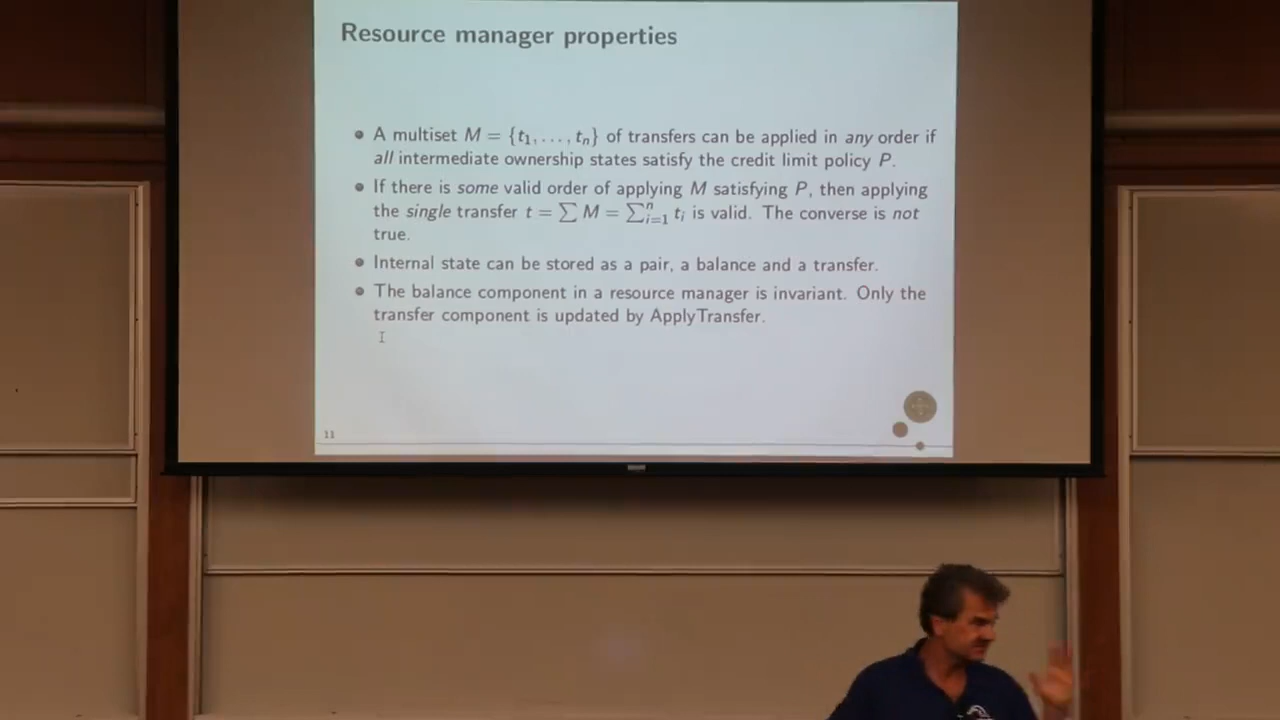 Resource manager properties
• A multiset M = {t₁, . . . , tₙ} of transfers can be applied in any order if
all intermediate ownership states satisfy the credit limit policy P.
• If there is some valid order of applying M satisfying P, then applying
the single transfer t = ∑ M = ∑ⁿᵢ₌₁ tᵢ is valid. The converse is not
true.
• Internal state can be stored as a pair, a balance and a transfer.
• The balance component in a resource manager is invariant. Only the
transfer component is updated by ApplyTransfer.
11